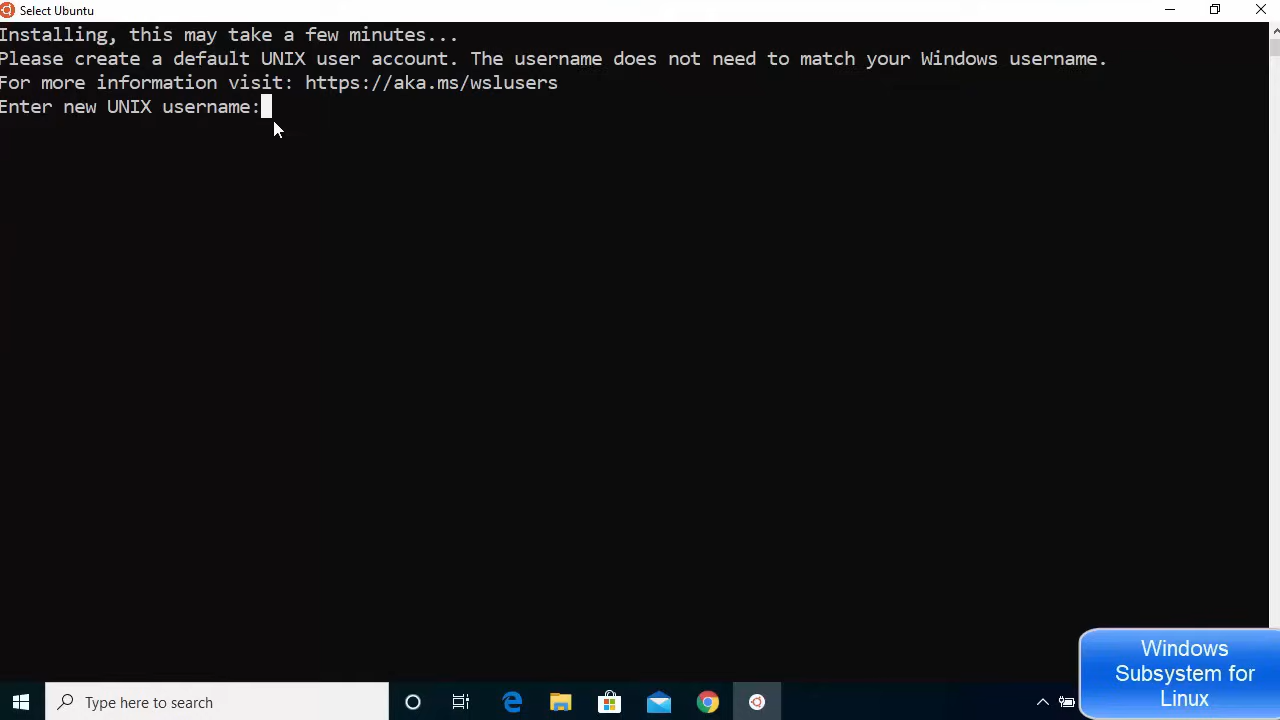 Select Ubuntu
Installing, this may take a few minutes...
Please create a default UNIX user account. The username does not need to match your Windows username.
For more information visit: https://aka.ms/wslusers
Enter new UNIX username:
Windows
Subsystem for
Linux
Type here to search